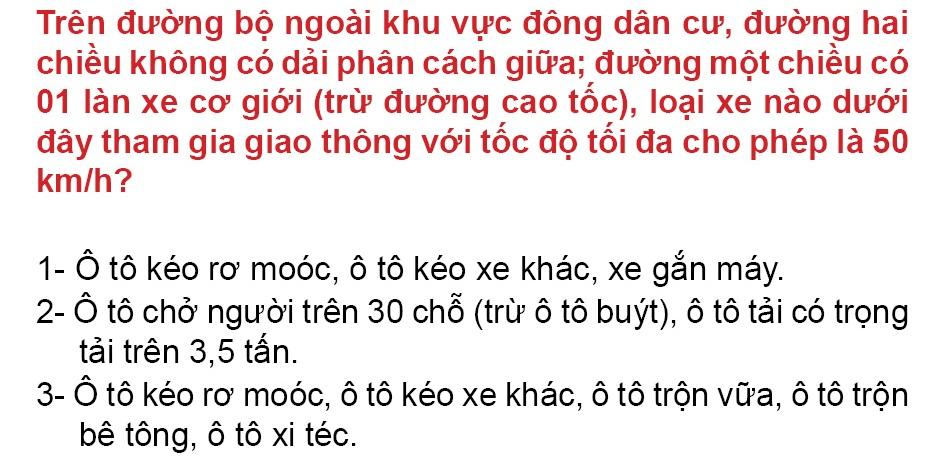 Trên đường bộ ngoài khu vực đông dân cư, đường hai
chiều không có dải phân cách giữa; đường một chiều có
01 làn xe cơ giới (trừ đường cao tốc), loại xe nào dưới
đây tham gia giao thông với tốc độ tối đa cho phép là 50
km/h?
1- Ô tô kéo rơ moóc, ô tô kéo xe khác, xe gắn máy.
2- Ô tô chở người trên 30 chỗ (trừ ô tô buýt), ô tô tải có trọng
tải trên 3,5 tấn.
3- Ô tô kéo rơ moóc, ô tô kéo xe khác, ô tô trộn vữa, ô tô trộn
bê tông, ô tô xi téc.